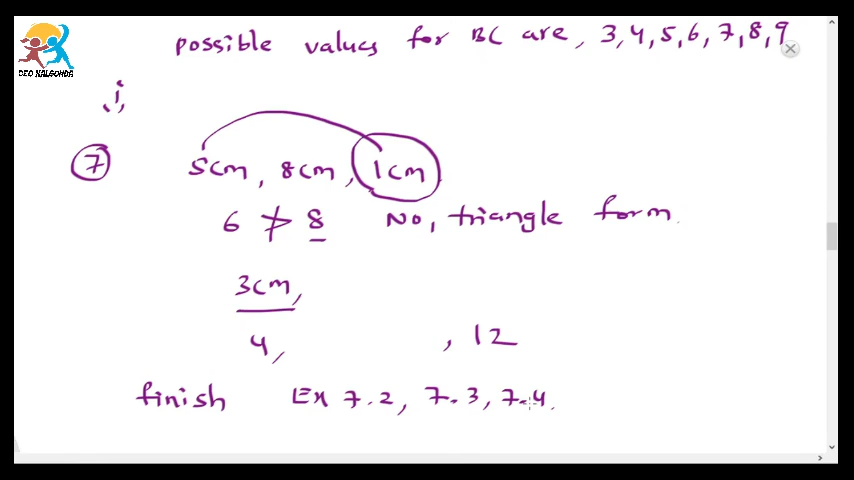 possible values for BC are, 3,4,5,6,7,8,9
DEO NALGONDA
7 5cm, 8cm, 1cm
6 ≯ 8 No, triangle form.
3cm,
4, , 12
finish Ex 7.2, 7.3, 7.4.